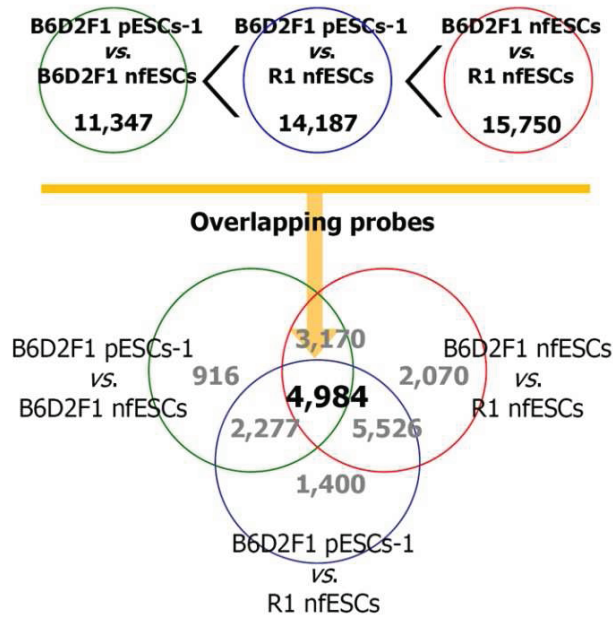 B6D2F1 pESCs-1
vs.
B6D2F1 nfESCs
11,347
B6D2F1 pESCs-1
vs.
R1 nfESCs
14,187
B6D2F1 nfESCs
vs.
R1 nfESCs
15,750
Overlapping probes
3,170
B6D2F1 pESCs-1
vs.
B6D2F1 nfESCs
916
4,984
2,070
B6D2F1 nfESCs
vs.
R1 nfESCs
2,277
5,526
1,400
B6D2F1 pESCs-1
vs.
R1 nfESCs